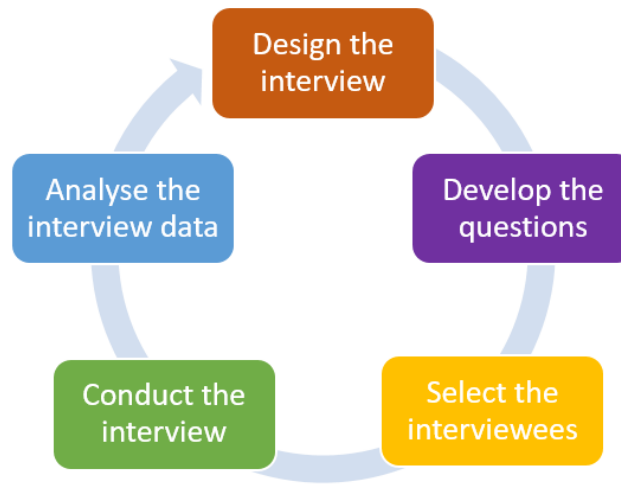 Design the
interview
Develop the
questions
Select the
interviewees
Conduct the
interview
Analyse the
interview data